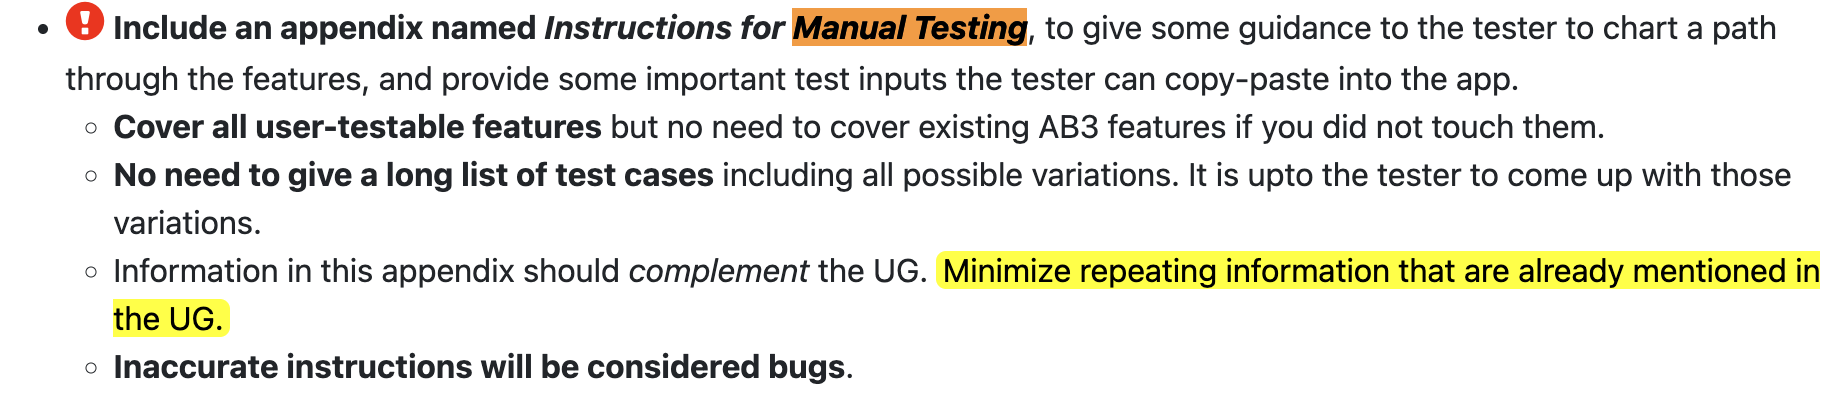 • ! Include an appendix named Instructions for Manual Testing, to give some guidance to the tester to chart a path
through the features, and provide some important test inputs the tester can copy-paste into the app.
○ Cover all user-testable features but no need to cover existing AB3 features if you did not touch them.
○ No need to give a long list of test cases including all possible variations. It is upto the tester to come up with those
variations.
○ Information in this appendix should complement the UG. Minimize repeating information that are already mentioned in
the UG.
○ Inaccurate instructions will be considered bugs.